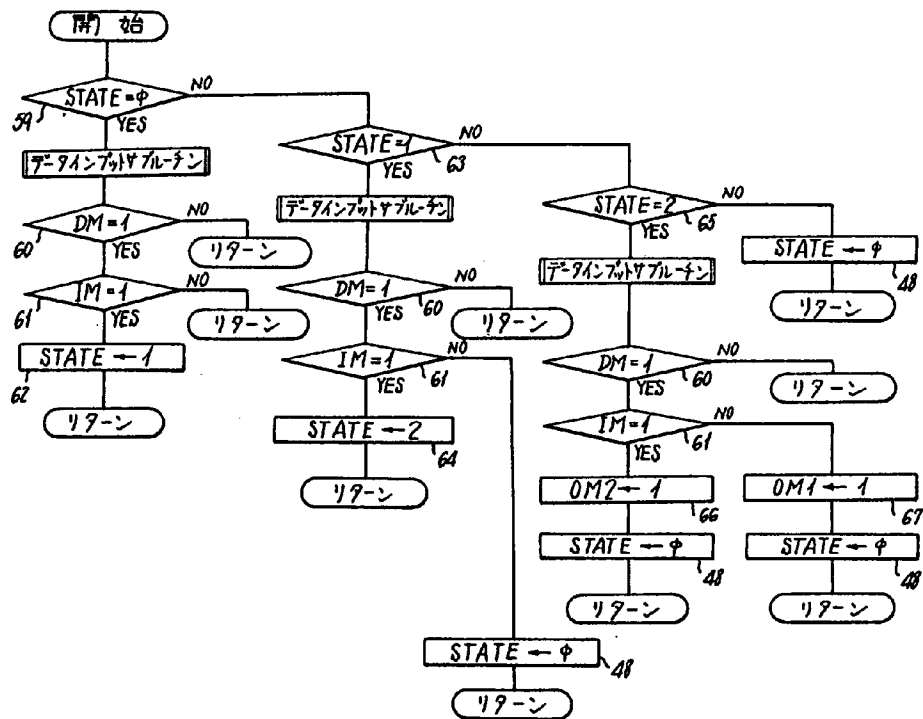 開始
STATE=φ
NO
59
YES
データインプットサブルーチン
DM=1
NO
60
YES
リターン
IM=1
NO
61
YES
リターン
STATE ← 1
62
リターン
STATE=1
NO
63
YES
データインプットサブルーチン
DM=1
NO
60
YES
リターン
IM=1
NO
61
YES
STATE ← 2
64
リターン
STATE ← φ
48
リターン
STATE=2
NO
65
YES
STATE ← φ
48
リターン
データインプットサブルーチン
DM=1
NO
60
YES
リターン
IM=1
NO
61
YES
OM2 ← 1
66
STATE ← φ
48
リターン
OM1 ← 1
67
STATE ← φ
48
リターン